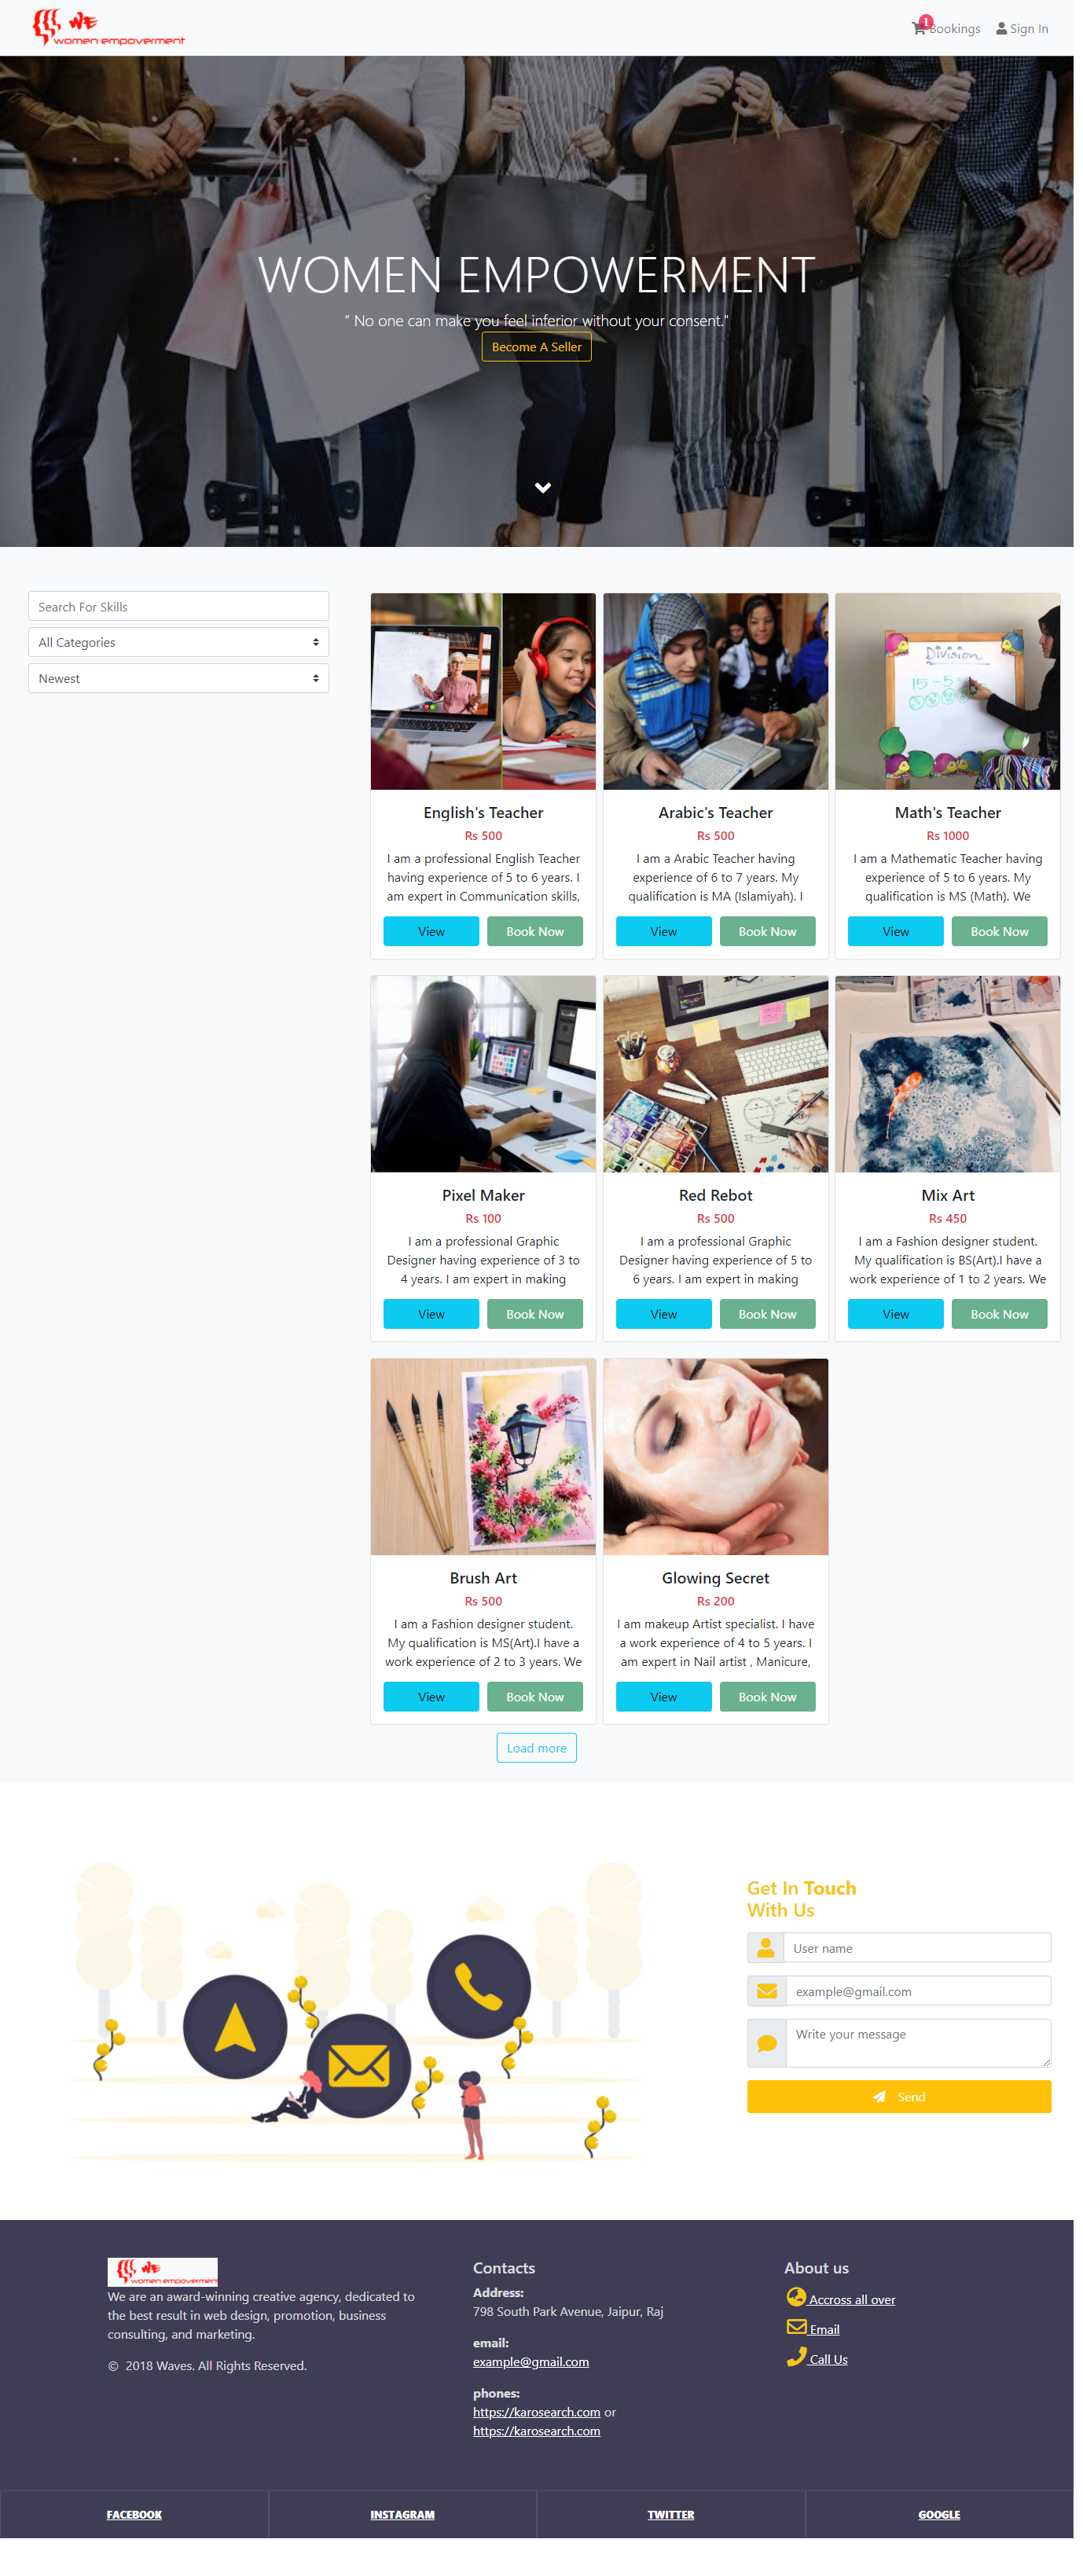 women empoverment
1
Bookings
Sign In
WOMEN EMPOWERMENT
“ No one can make you feel inferior without your consent."
Become A Seller
Search For Skills
All Categories
Newest
Division
15 ÷ 5 =
English's Teacher
Rs 500
I am a professional English Teacher
having experience of 5 to 6 years. I
am expert in Communication skills,
View
Book Now
Arabic's Teacher
Rs 500
I am a Arabic Teacher having
experience of 6 to 7 years. My
qualification is MA (Islamiyah). I
View
Book Now
Math's Teacher
Rs 1000
I am a Mathematic Teacher having
experience of 5 to 6 years. My
qualification is MS (Math). We
View
Book Now
Pixel Maker
Rs 100
I am a professional Graphic
Designer having experience of 3 to
4 years. I am expert in making
View
Book Now
Red Rebot
Rs 500
I am a professional Graphic
Designer having experience of 5 to
6 years. I am expert in making
View
Book Now
Mix Art
Rs 450
I am a Fashion designer student.
My qualification is BS(Art).I have a
work experience of 1 to 2 years. We
View
Book Now
Brush Art
Rs 500
I am a Fashion designer student.
My qualification is MS(Art).I have a
work experience of 2 to 3 years. We
View
Book Now
Glowing Secret
Rs 200
I am makeup Artist specialist. I have
a work experience of 4 to 5 years. I
am expert in Nail artist , Manicure,
View
Book Now
Load more
Get In Touch
With Us
User name
example@gmail.com
Write your message
Send
women empoverment
We are an award-winning creative agency, dedicated to
the best result in web design, promotion, business
consulting, and marketing.
© 2018 Waves. All Rights Reserved.
Contacts
Address:
798 South Park Avenue, Jaipur, Raj
email:
example@gmail.com
phones:
https://karosearch.com or
https://karosearch.com
About us
Accross all over
Email
Call Us
FACEBOOK
INSTAGRAM
TWITTER
GOOGLE